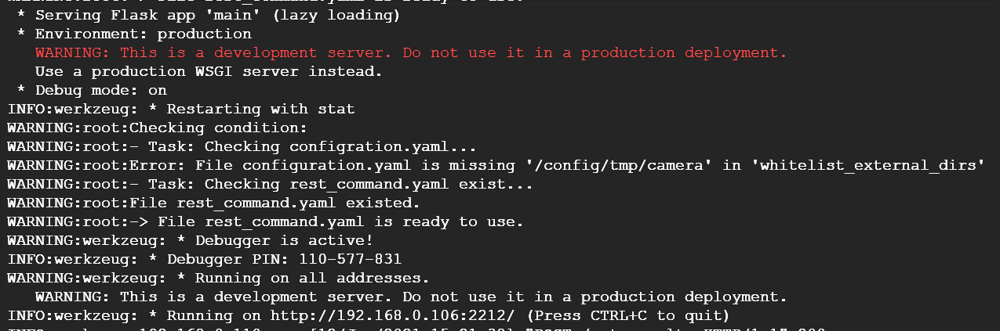 * Serving Flask app 'main' (lazy loading)
* Environment: production
WARNING: This is a development server. Do not use it in a production deployment.
Use a production WSGI server instead.
* Debug mode: on
INFO:werkzeug: * Restarting with stat
WARNING:root:Checking condition:
WARNING:root:- Task: Checking configration.yaml...
WARNING:root:Error: File configuration.yaml is missing '/config/tmp/camera' in 'whitelist_external_dirs'
WARNING:root:- Task: Checking rest_command.yaml exist...
WARNING:root:File rest_command.yaml existed.
WARNING:root:-> File rest_command.yaml is ready to use.
WARNING:werkzeug: * Debugger is active!
INFO:werkzeug: * Debugger PIN: 110-577-831
WARNING:werkzeug: * Running on all addresses.
WARNING: This is a development server. Do not use it in a production deployment.
INFO:werkzeug: * Running on http://192.168.0.106:2212/ (Press CTRL+C to quit)